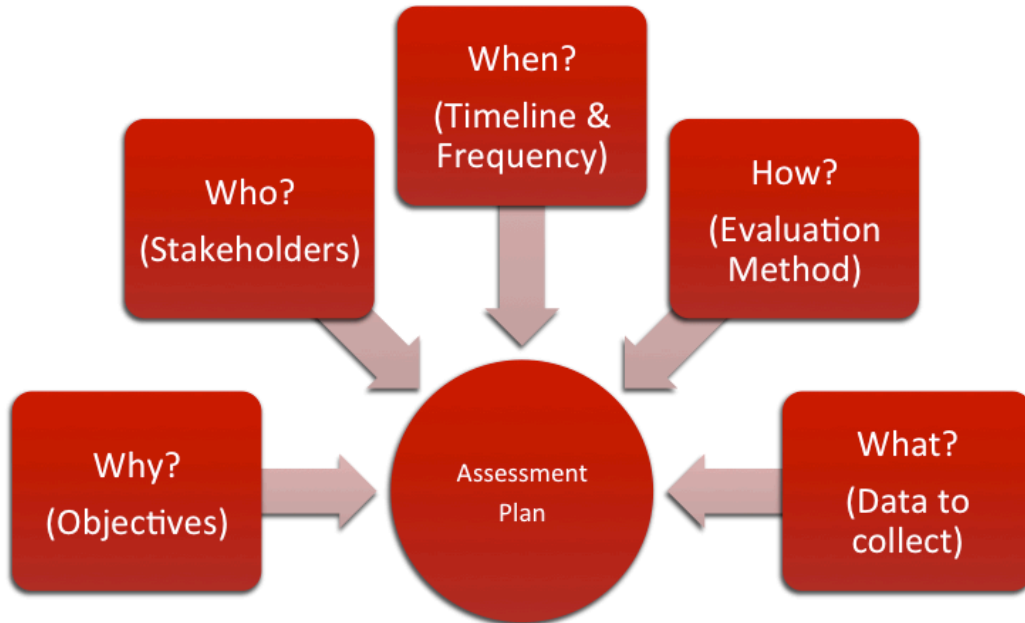 When?
(Timeline &
Frequency)
Who?
(Stakeholders)
How?
(Evaluation
Method)
Why?
(Objectives)
Assessment
Plan
What?
(Data to
collect)